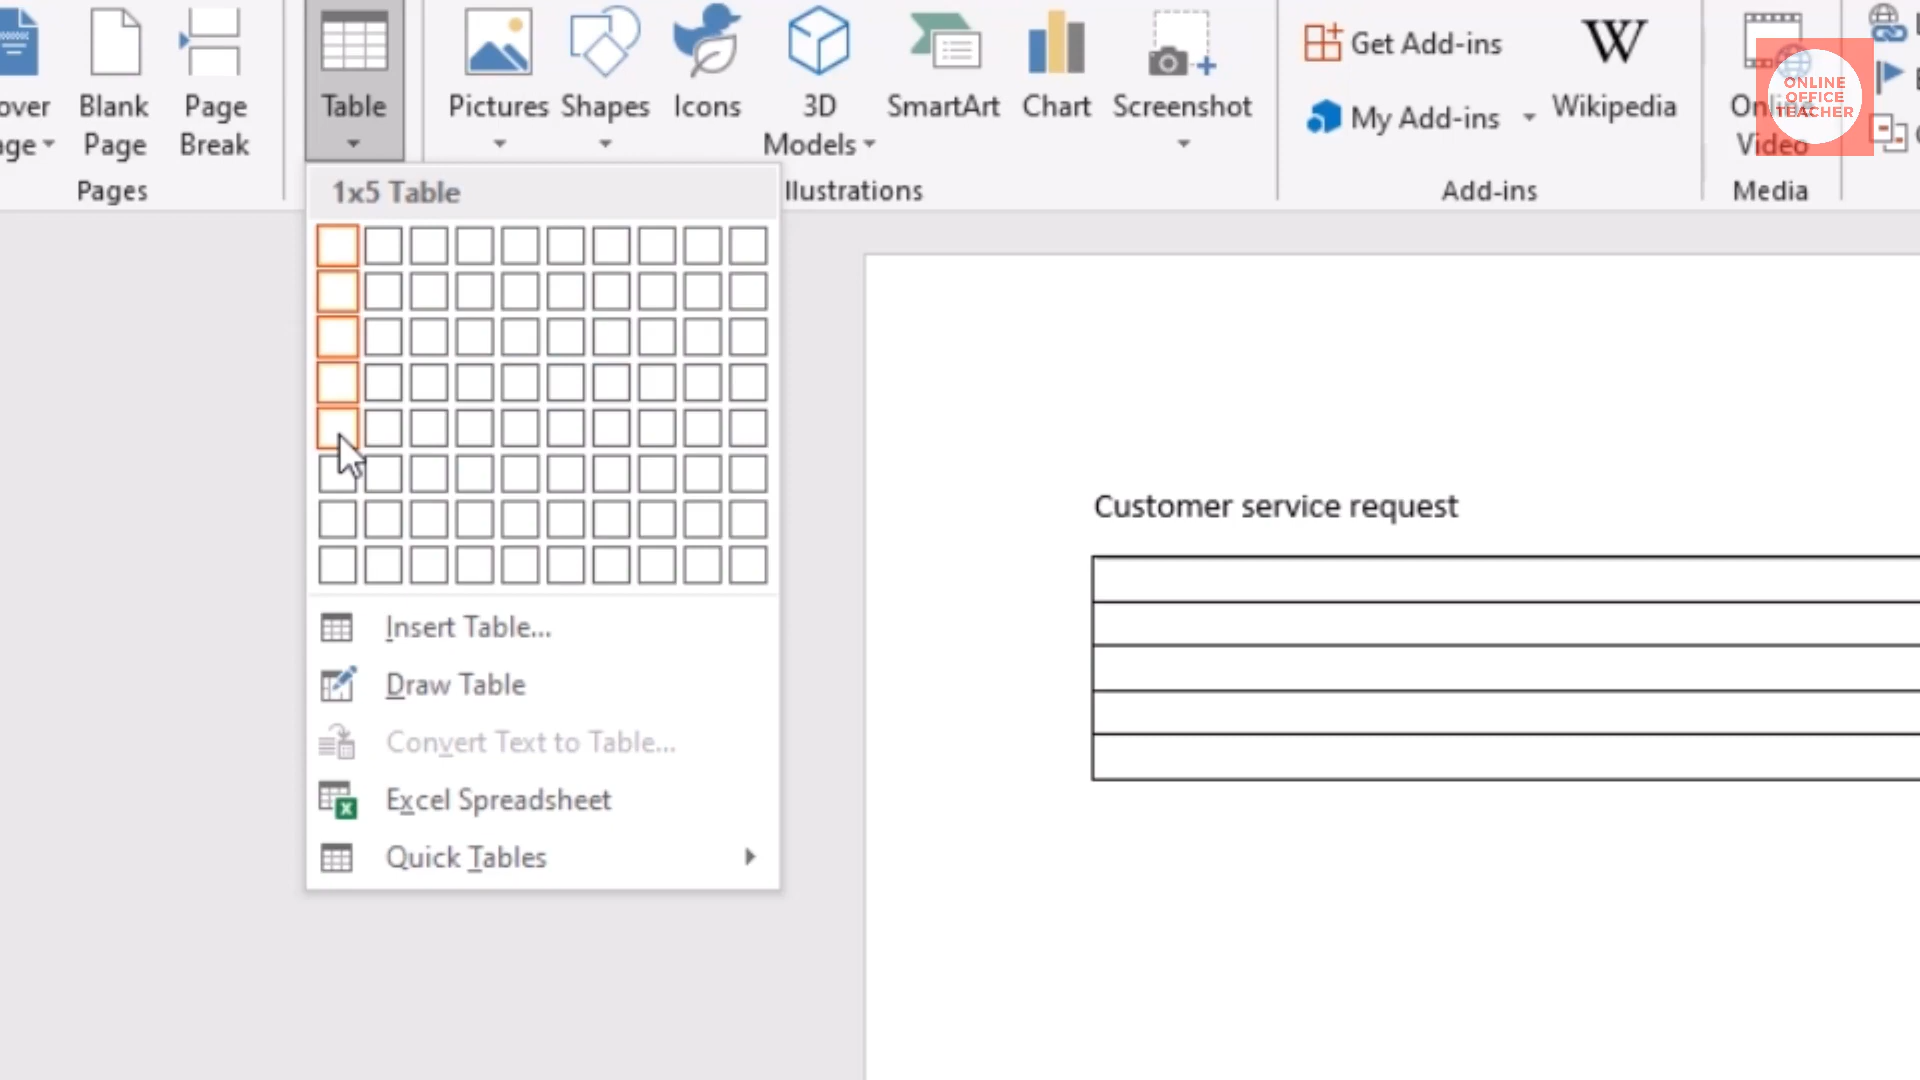 over
age
Blank
Page
Page
Break
Pages
Table
Pictures
Shapes
Icons
3D
Models
SmartArt
Chart
Screenshot
llustrations
Get Add-ins
My Add-ins
Wikipedia
Add-ins
Online
Video
Media
ONLINE
OFFICE
TEACHER
1x5 Table
Insert Table...
Draw Table
Convert Text to Table...
Excel Spreadsheet
Quick Tables
Customer service request